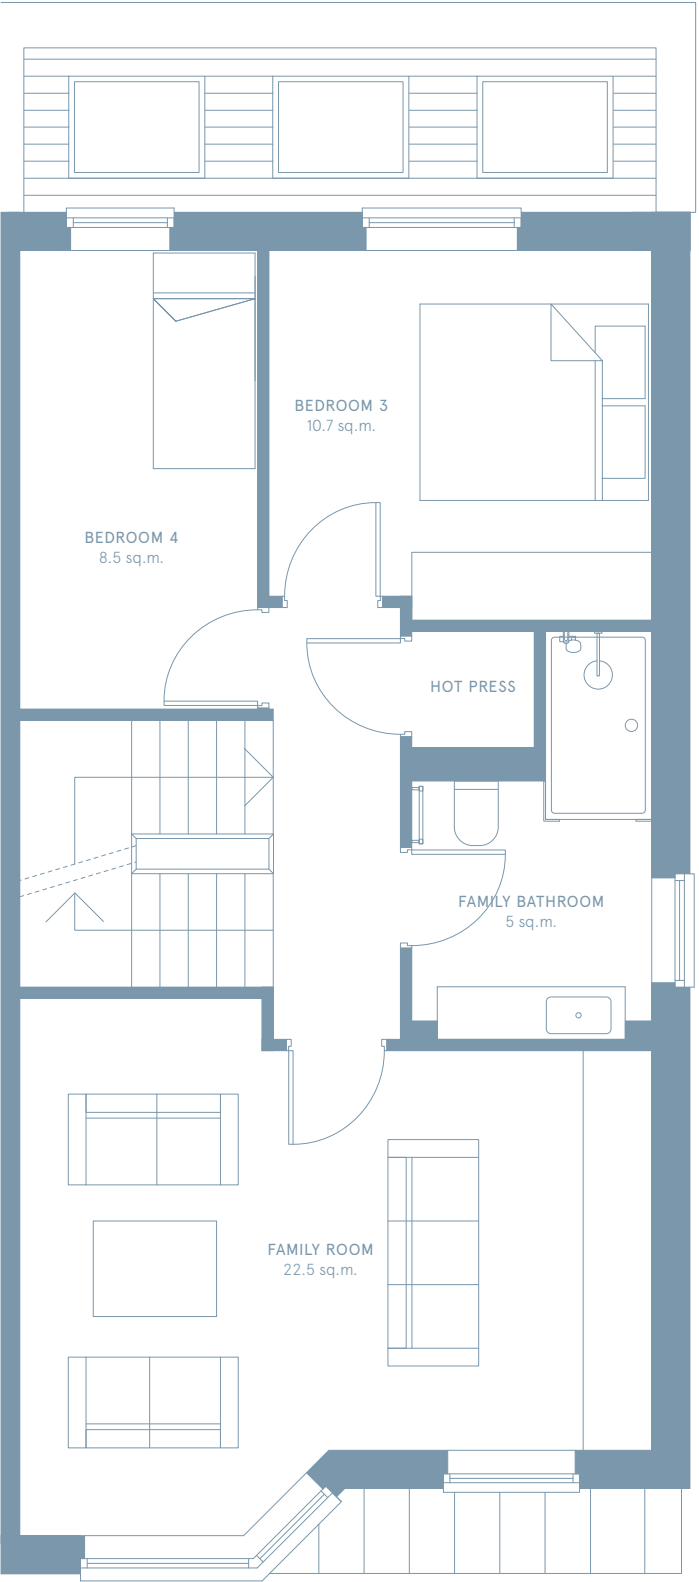 BEDROOM 3
10.7 sq.m.
BEDROOM 4
8.5 sq.m.
HOT PRESS
FAMILY BATHROOM
5 sq.m.
FAMILY ROOM
22.5 sq.m.